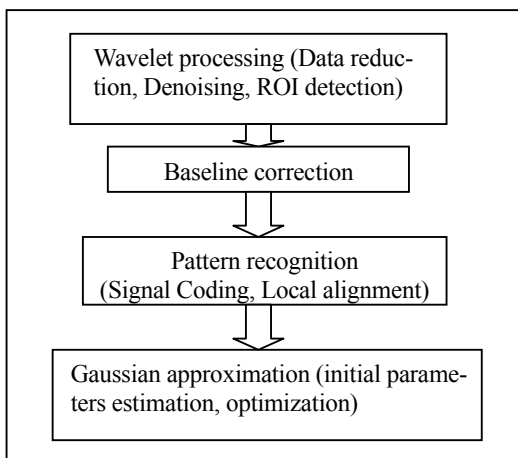 Wavelet processing (Data reduc-
tion, Denoising, ROI detection)
Baseline correction
Pattern recognition
(Signal Coding, Local alignment)
Gaussian approximation (initial parame-
ters estimation, optimization)